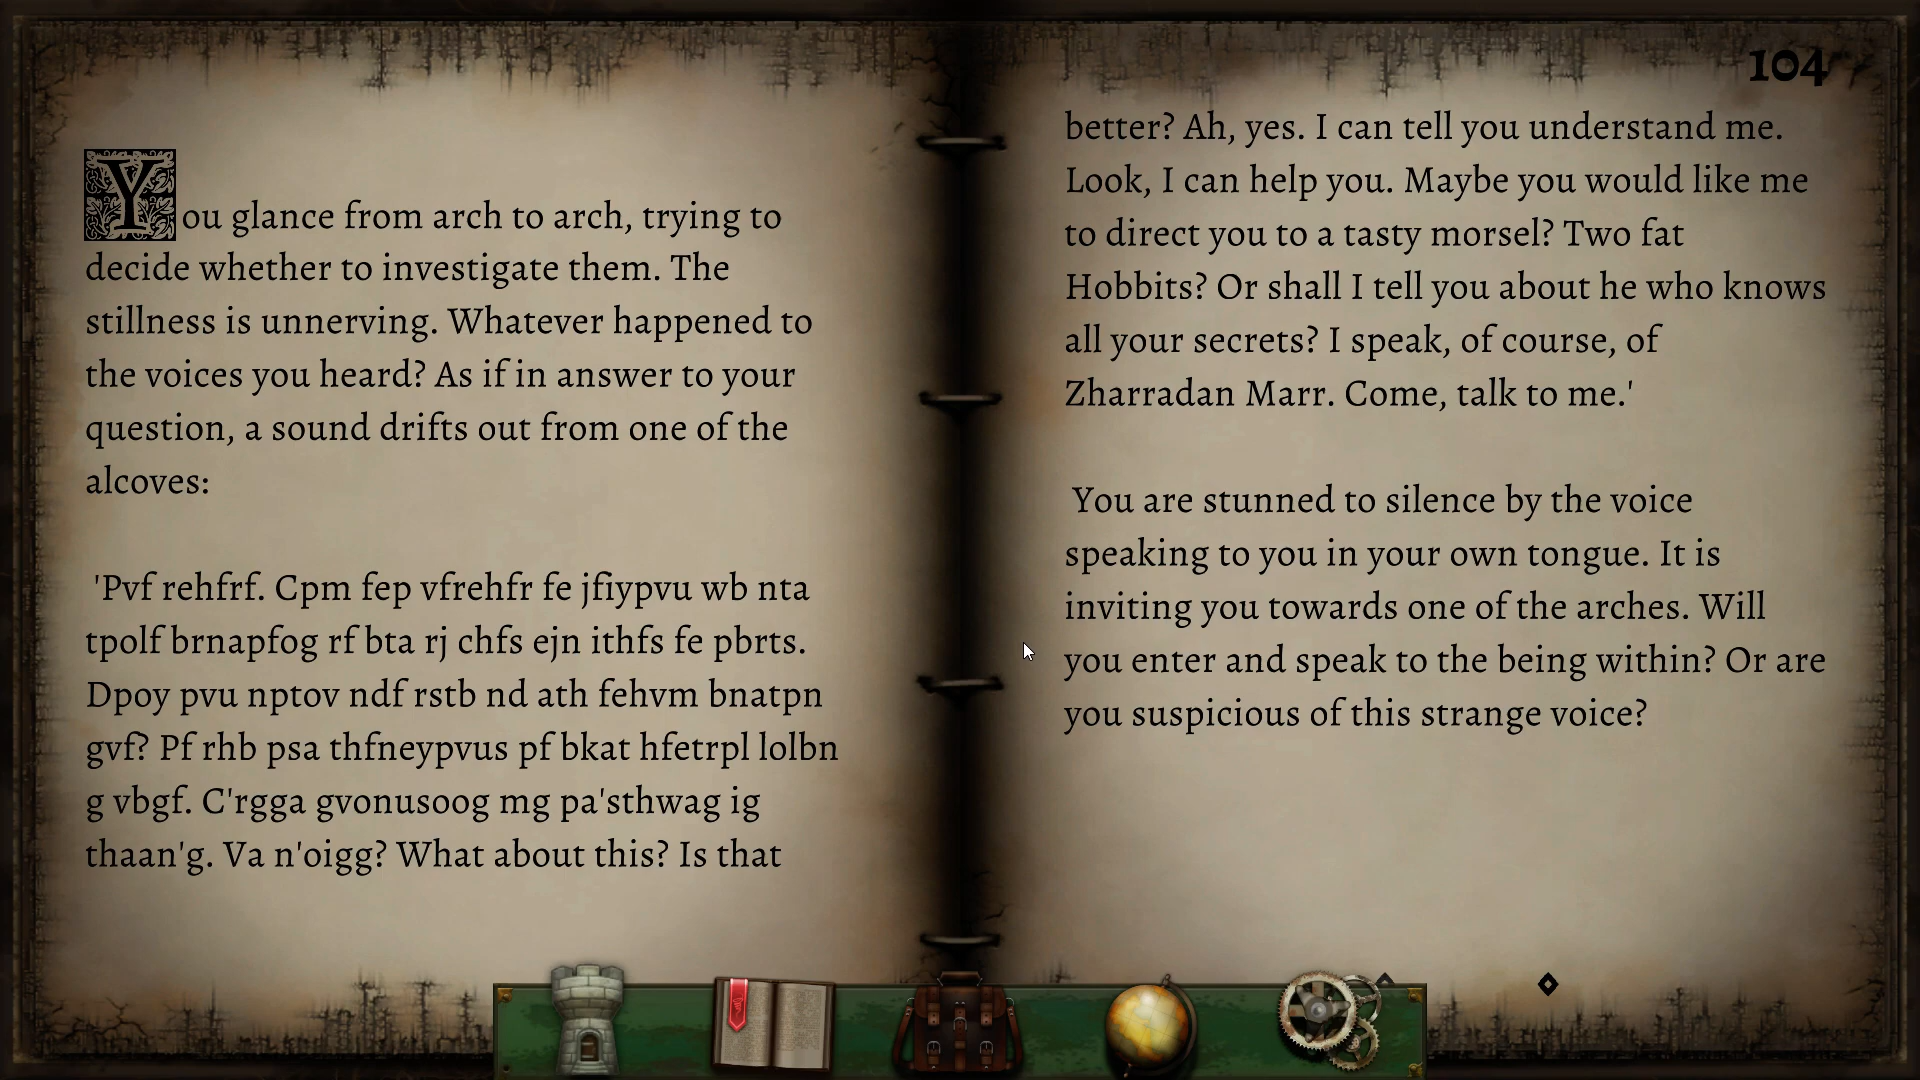 104
You glance from arch to arch, trying to
decide whether to investigate them. The
stillness is unnerving. Whatever happened to
the voices you heard? As if in answer to your
question, a sound drifts out from one of the
alcoves:
'Pvf rehfrf. Cpm fep vfrehfr fe jfiypvu wb nta
tpolf brnapfog rf bta rj chfs ejn ithfs fe pbrts.
Dpoy pvu nptov ndf rstb nd ath fehvm bnatpn
gvf? Pf rhb psa thfneypvus pf bkat hfetrpl lolbn
g vbgf. C'rgga gvonusoog mg pa'sthwag ig
thaan'g. Va n'oigg? What about this? Is that
better? Ah, yes. I can tell you understand me.
Look, I can help you. Maybe you would like me
to direct you to a tasty morsel? Two fat
Hobbits? Or shall I tell you about he who knows
all your secrets? I speak, of course, of
Zharradan Marr. Come, talk to me.'
You are stunned to silence by the voice
speaking to you in your own tongue. It is
inviting you towards one of the arches. Will
you enter and speak to the being within? Or are
you suspicious of this strange voice?